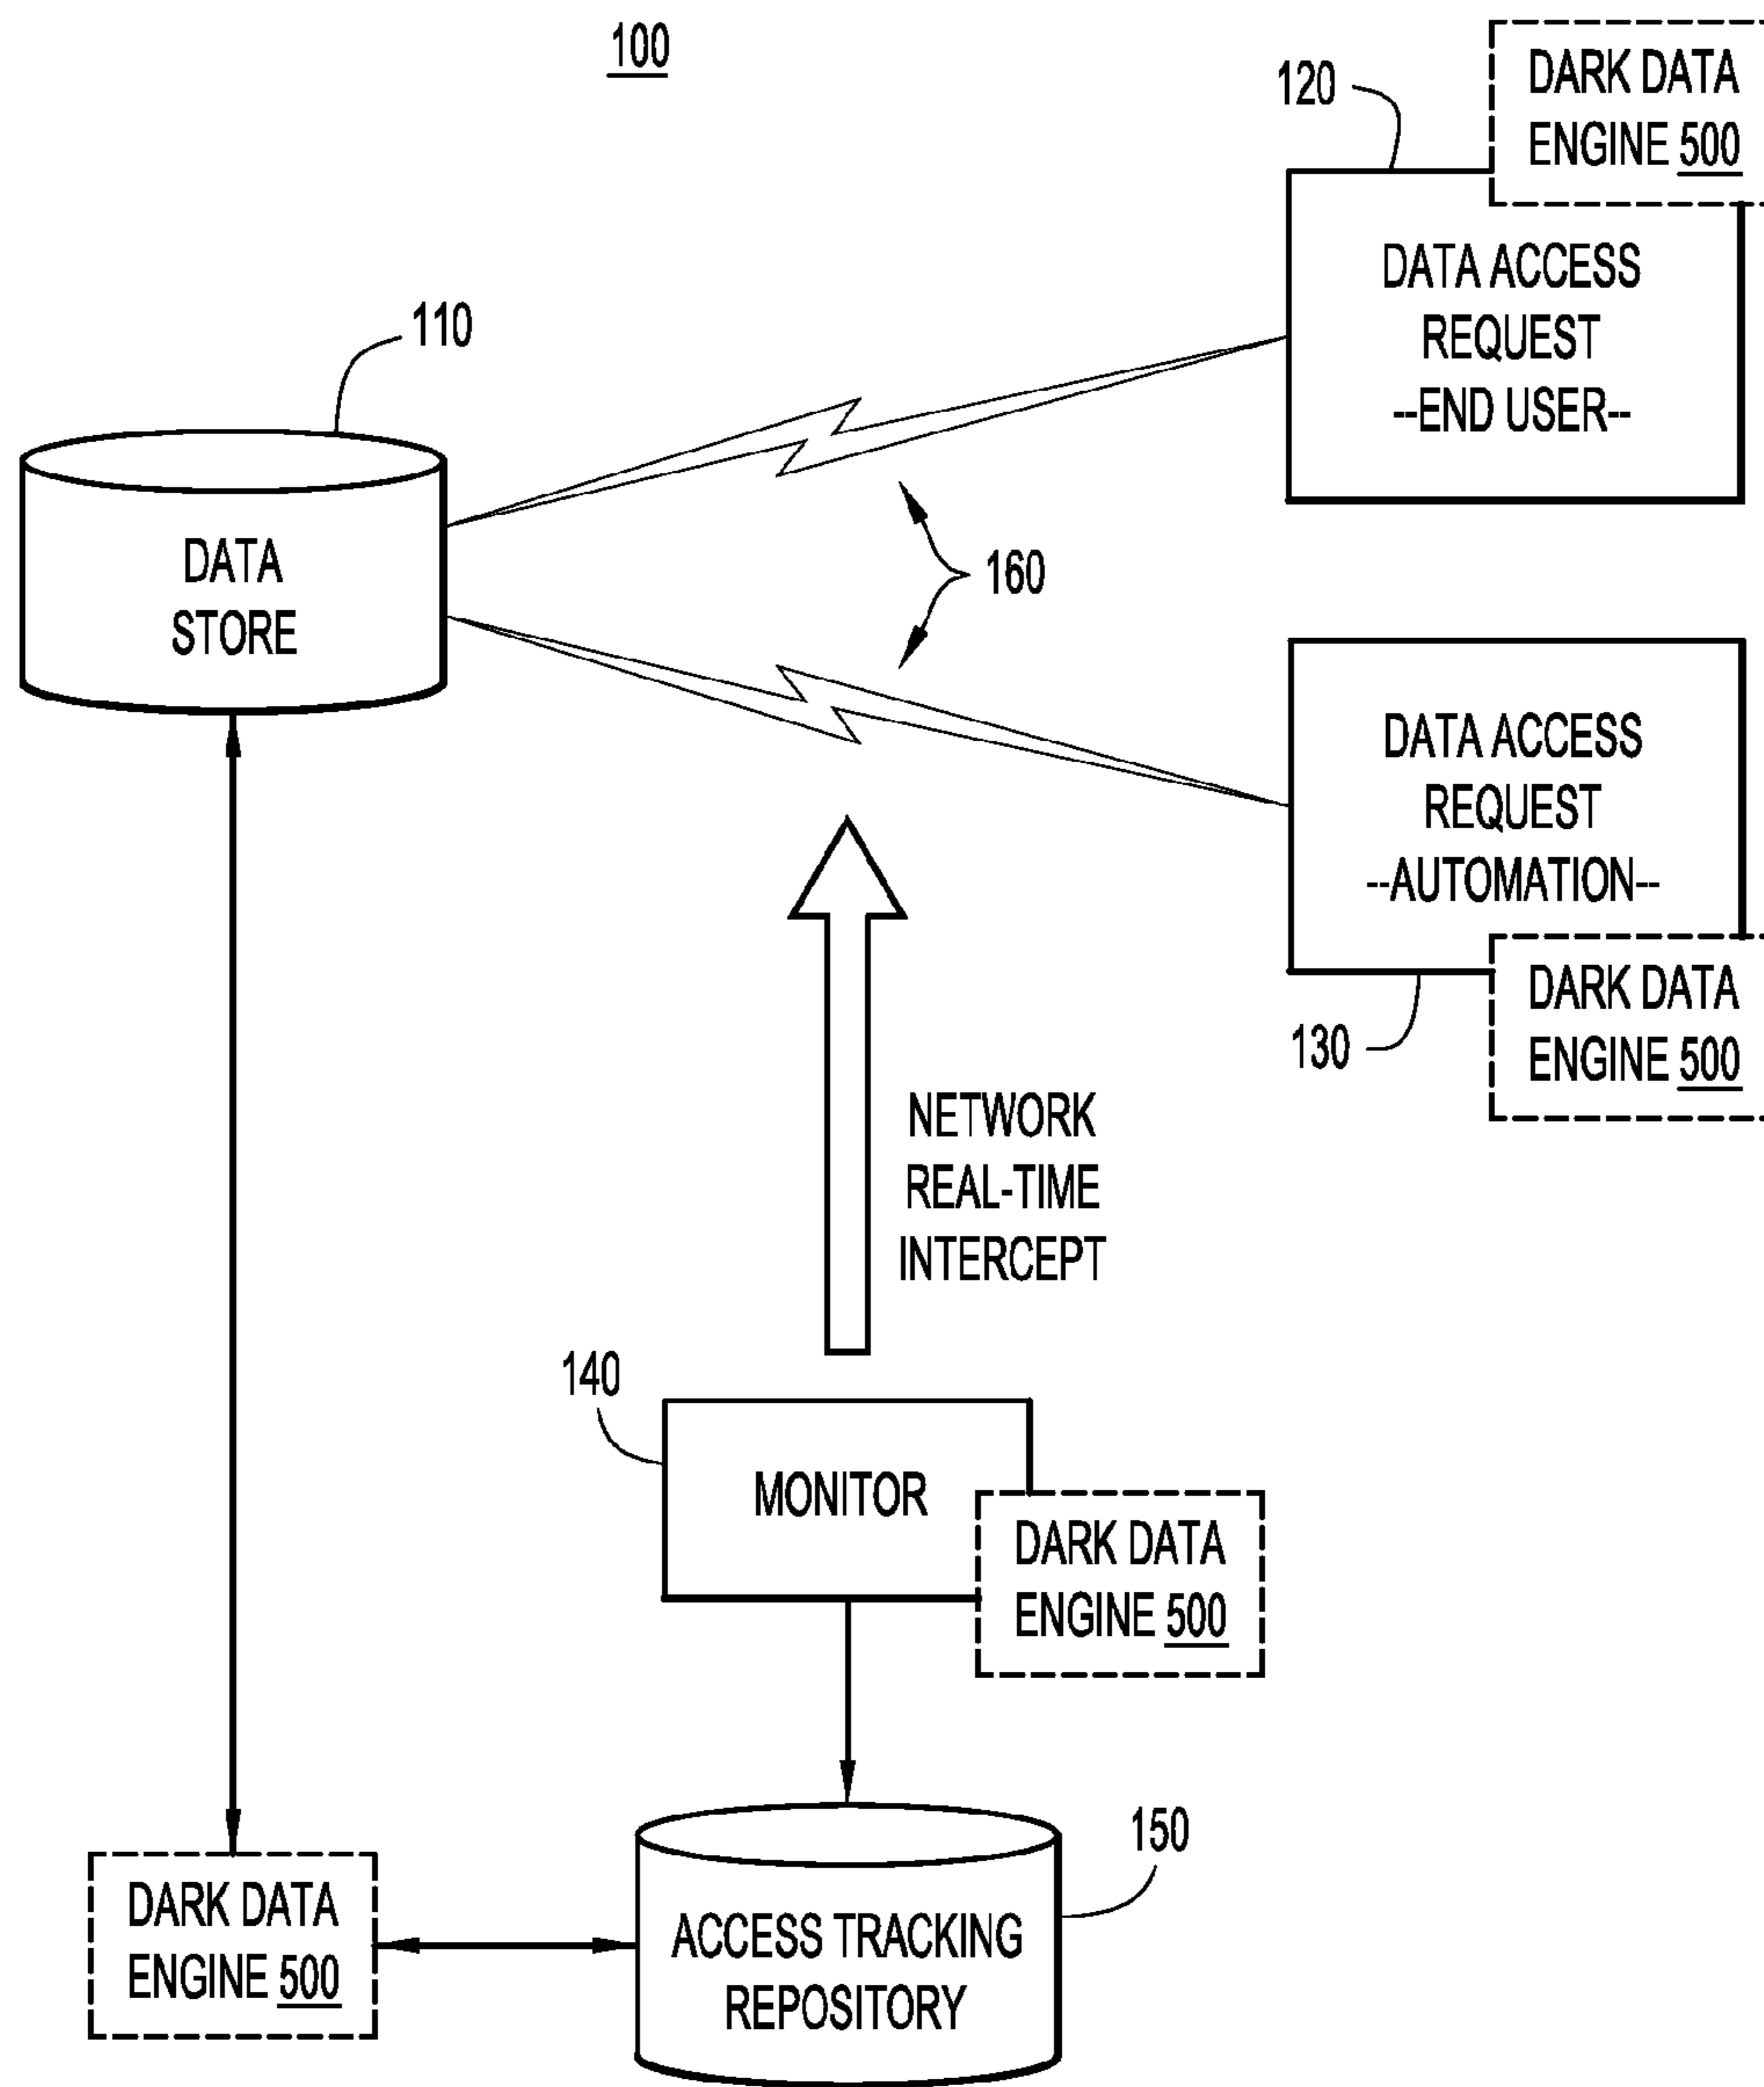 100
120
DARK DATA
ENGINE 500
DATA ACCESS
REQUEST
--END USER--
110
DATA
STORE
160
DATA ACCESS
REQUEST
--AUTOMATION--
DARK DATA
ENGINE 500
130
NETWORK
REAL-TIME
INTERCEPT
140
MONITOR
DARK DATA
ENGINE 500
150
DARK DATA
ENGINE 500
ACCESS TRACKING
REPOSITORY